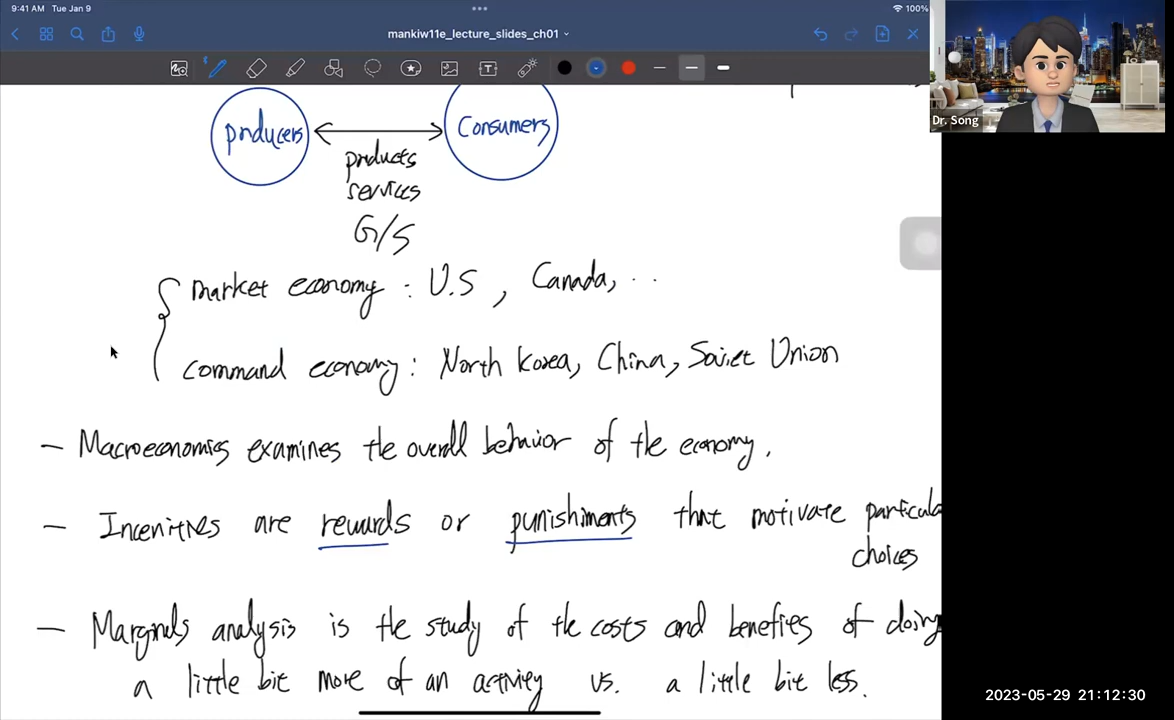 9:41 AM Tue Jan 9
100%
mankiw11e_lecture_slides_ch01
Dr. Song
Producers
Consumers
products
services
G/S
market economy : U.S , Canada, ...
command economy : North Korea, China, Soviet Union
- Macroeconomics examines the overall behavior of the economy.
- Incenitives are rewards or punishiments that motivate particula
choices
- Marginals analysis is the study of the costs and benefies of doing
a little bit more of an activity vs. a little bit less.
2023-05-29 21:12:30